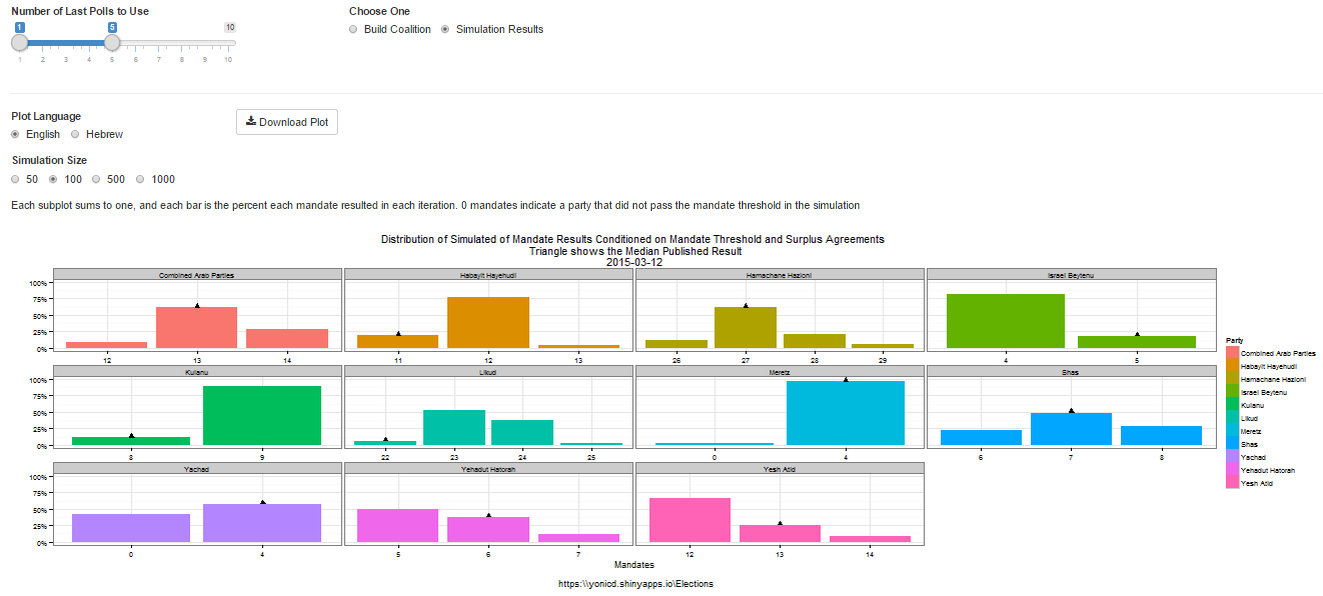 Number of Last Polls to Use
1 5 10
1 2 3 4 5 6 7 8 9 10
Choose One
Build Coalition Simulation Results
Plot Language
English Hebrew
Download Plot
Simulation Size
50 100 500 1000
Each subplot sums to one, and each bar is the percent each mandate resulted in each iteration. 0 mandates indicate a party that did not pass the mandate threshold in the simulation
Distribution of Simulated of Mandate Results Conditioned on Mandate Threshold and Surplus Agreements
Triangle shows the Median Published Result
2015-03-12
Combined Arab Parties Habayit Hayehudi Hamachane Hazioni Israel Beytenu
100%
75%
50%
25%
0%
12 13 14 11 12 13 26 27 28 29 4 5
Kulanu Likud Meretz Shas
100%
75%
50%
25%
0%
8 9 22 23 24 25 0 4 6 7 8
Yachad Yehadut Hatorah Yesh Atid
100%
75%
50%
25%
0%
0 4 5 6 7 12 13 14
Mandates
https:\\yonicd.shinyapps.io\Elections
Party
Combined Arab Parties
Habayit Hayehudi
Hamachane Hazioni
Israel Beytenu
Kulanu
Likud
Meretz
Shas
Yachad
Yehadut Hatorah
Yesh Atid